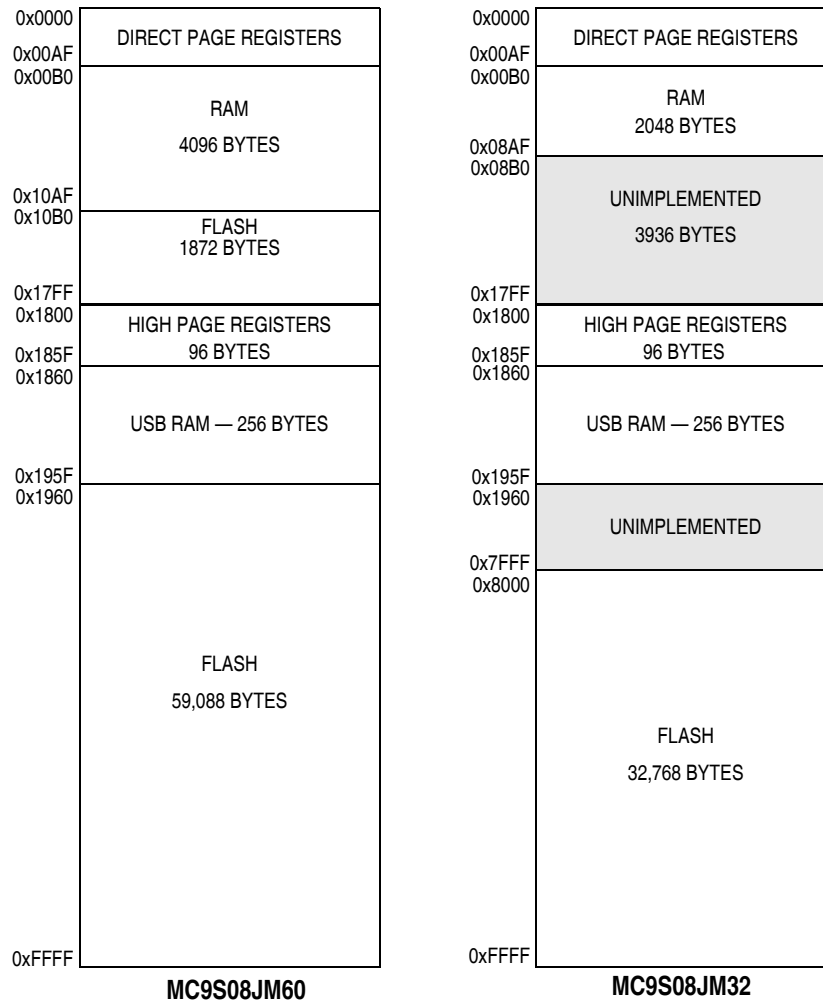 0x0000
DIRECT PAGE REGISTERS
0x00AF
0x00B0
RAM
4096 BYTES
0x10AF
0x10B0
FLASH
1872 BYTES
0x17FF
0x1800
HIGH PAGE REGISTERS
96 BYTES
0x185F
0x1860
USB RAM — 256 BYTES
0x195F
0x1960
FLASH
59,088 BYTES
0xFFFF
MC9S08JM60
0x0000
DIRECT PAGE REGISTERS
0x00AF
0x00B0
RAM
2048 BYTES
0x08AF
0x08B0
UNIMPLEMENTED
3936 BYTES
0x17FF
0x1800
HIGH PAGE REGISTERS
96 BYTES
0x185F
0x1860
USB RAM — 256 BYTES
0x195F
0x1960
UNIMPLEMENTED
0x7FFF
0x8000
FLASH
32,768 BYTES
0xFFFF
MC9S08JM32